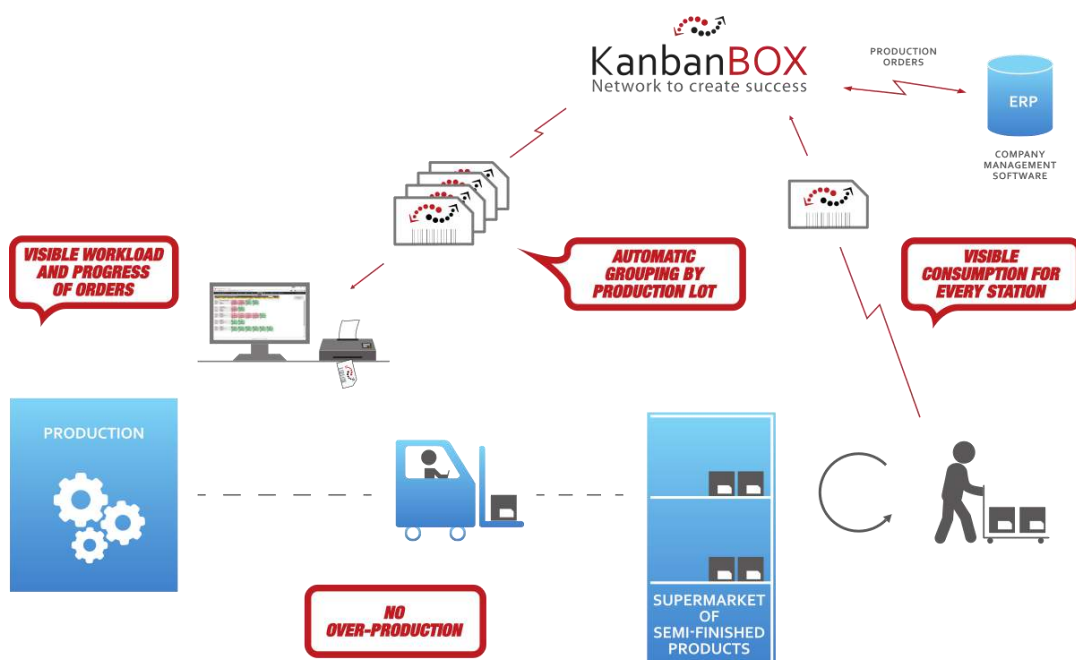 KanbanBOX
Network to create success
PRODUCTION
ORDERS
ERP
COMPANY
MANAGEMENT
SOFTWARE
VISIBLE WORKLOAD
AND PROGRESS
OF ORDERS
AUTOMATIC
GROUPING BY
PRODUCTION LOT
VISIBLE
CONSUMPTION FOR
EVERY STATION
PRODUCTION
NO
OVER-PRODUCTION
SUPERMARKET
OF
SEMI-FINISHED
PRODUCTS